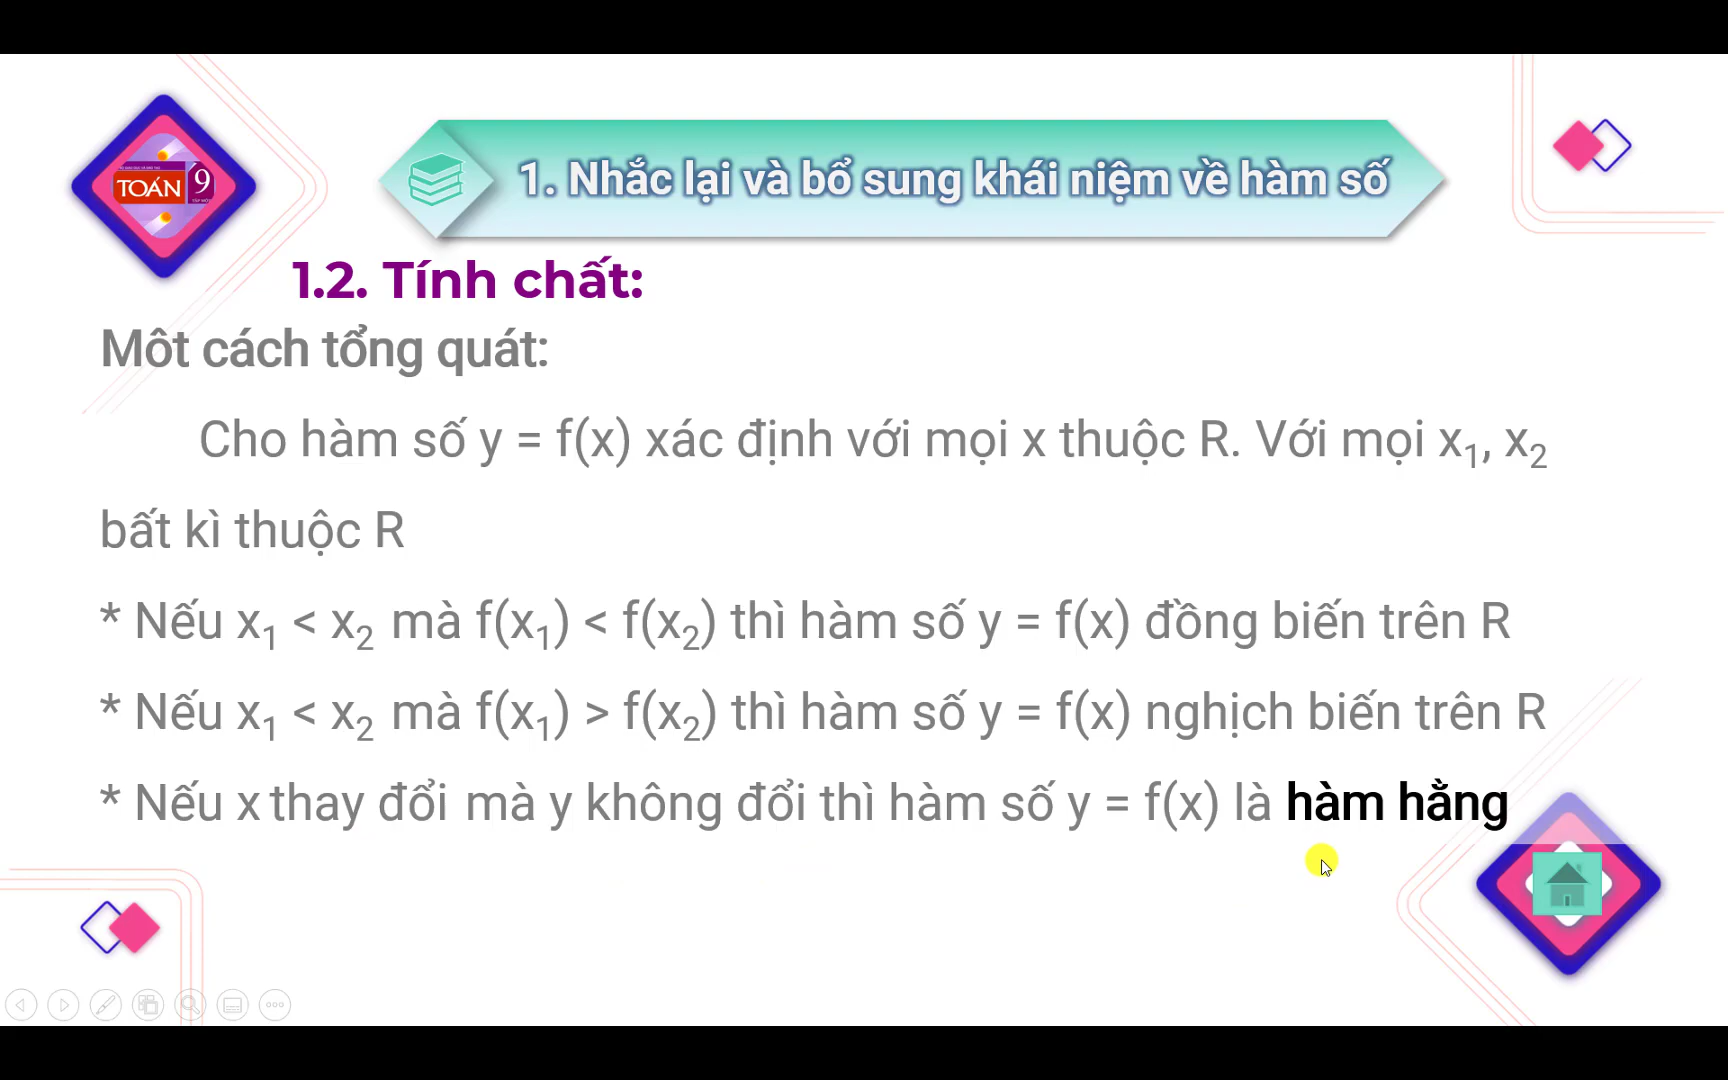 TOÁN 9
1. Nhắc lại và bổ sung khái niệm về hàm số
1.2. Tính chất:
Môt cách tổng quát:
Cho hàm số y = f(x) xác định với mọi x thuộc R. Với mọi x₁, x₂
bất kì thuộc R
* Nếu x₁ < x₂ mà f(x₁) < f(x₂) thì hàm số y = f(x) đồng biến trên R
* Nếu x₁ < x₂ mà f(x₁) > f(x₂) thì hàm số y = f(x) nghịch biến trên R
* Nếu x thay đổi mà y không đổi thì hàm số y = f(x) là hàm hằng